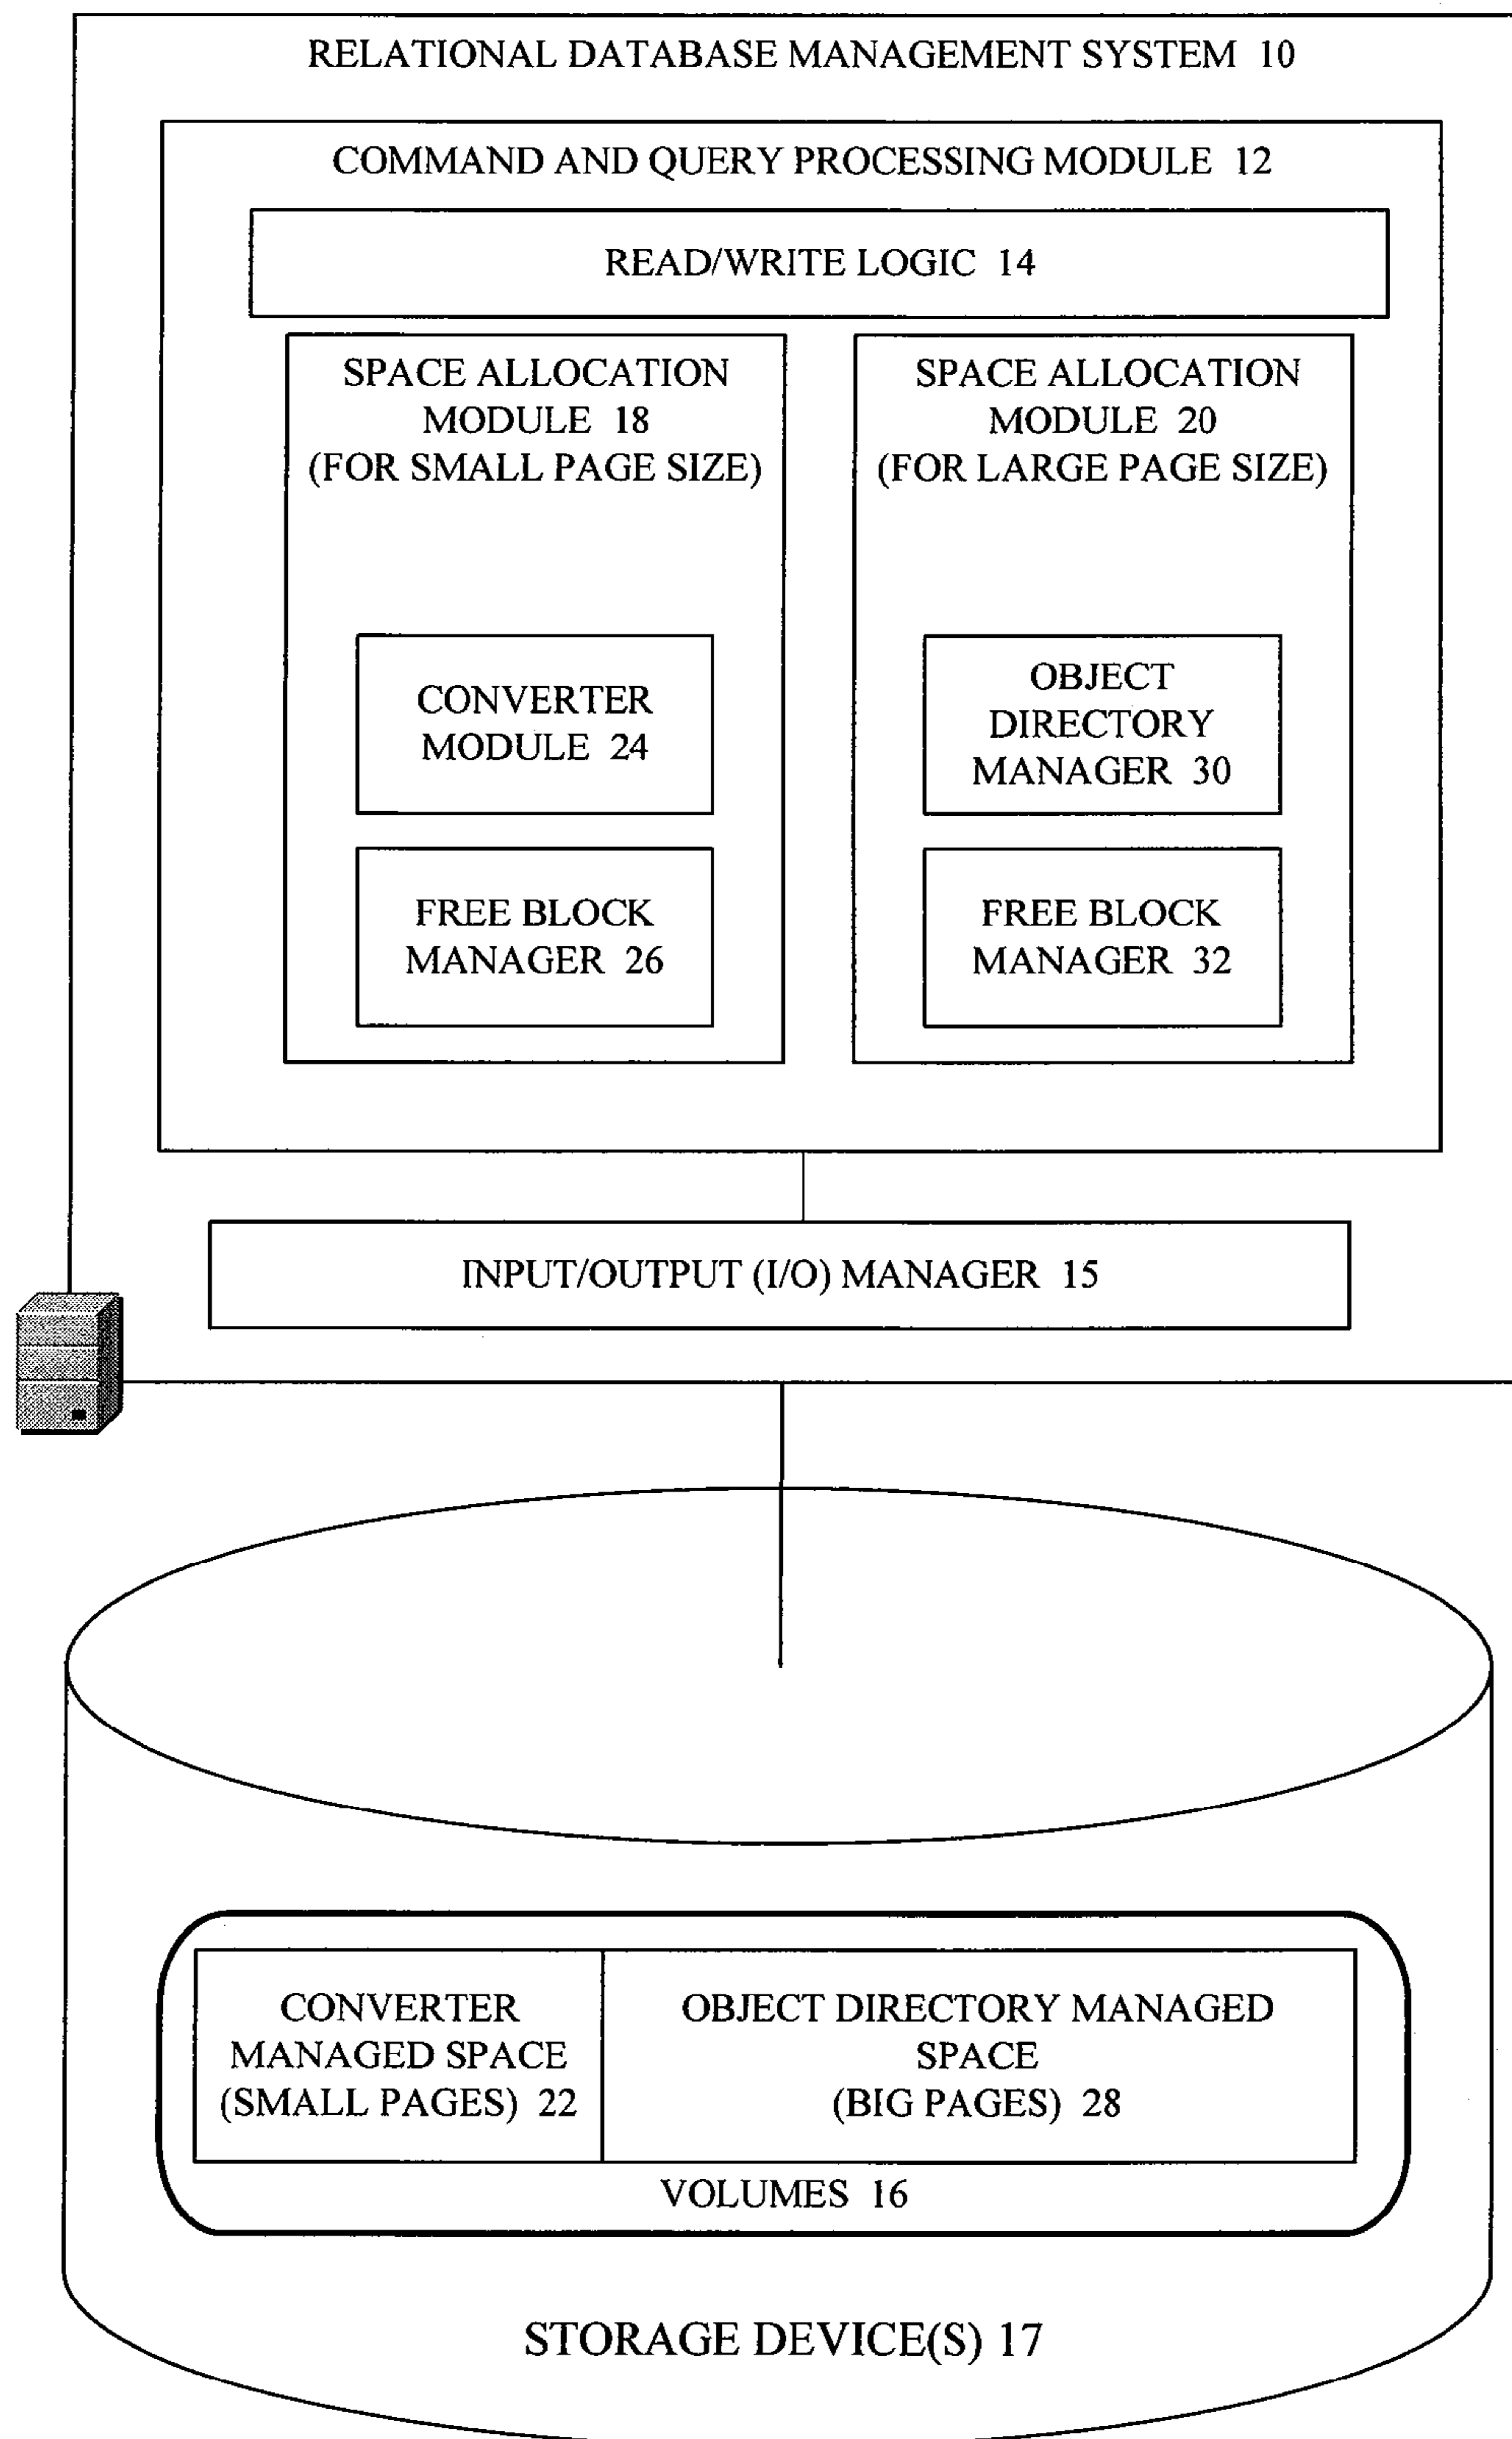 RELATIONAL DATABASE MANAGEMENT SYSTEM 10
COMMAND AND QUERY PROCESSING MODULE 12
READ/WRITE LOGIC 14
SPACE ALLOCATION
MODULE 18
(FOR SMALL PAGE SIZE)
CONVERTER
MODULE 24
FREE BLOCK
MANAGER 26
SPACE ALLOCATION
MODULE 20
(FOR LARGE PAGE SIZE)
OBJECT
DIRECTORY
MANAGER 30
FREE BLOCK
MANAGER 32
INPUT/OUTPUT (I/O) MANAGER 15
CONVERTER
MANAGED SPACE
(SMALL PAGES) 22
OBJECT DIRECTORY MANAGED
SPACE
(BIG PAGES) 28
VOLUMES 16
STORAGE DEVICE(S) 17